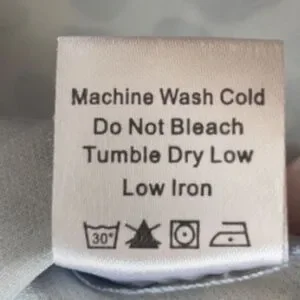 Machine Wash Cold
Do Not Bleach
Tumble Dry Low
Low Iron
30°